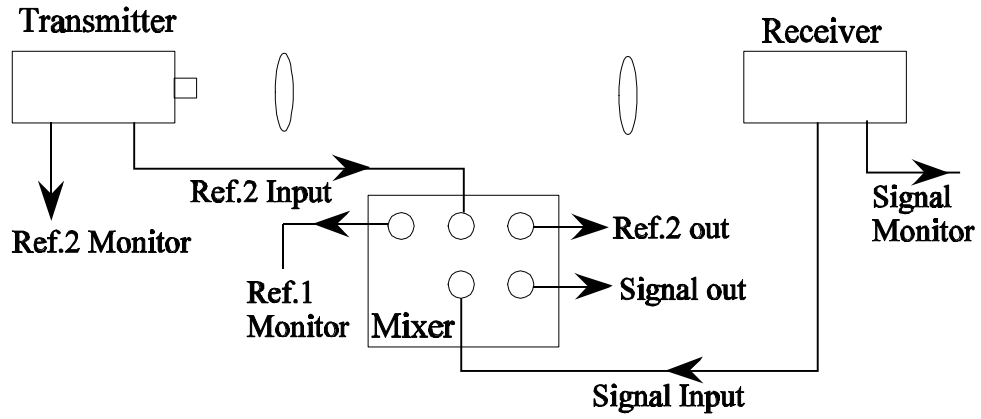 Transmitter
Receiver
Ref.2 Input
Signal
Monitor
Ref.2 Monitor
Ref.2 out
Ref.1
Monitor
Signal out
Mixer
Signal Input